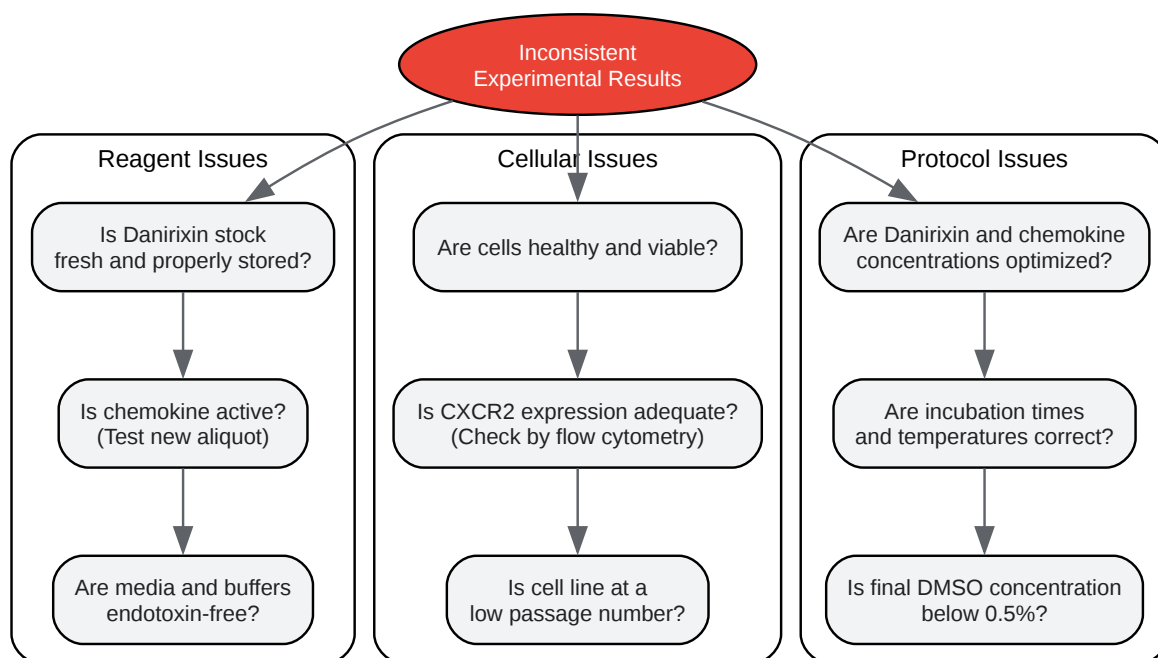 Inconsistent
Experimental Results
Reagent Issues
Is Danirixin stock
fresh and properly stored?
Is chemokine active?
(Test new aliquot)
Are media and buffers
endotoxin-free?
Cellular Issues
Are cells healthy and viable?
Is CXCR2 expression adequate?
(Check by flow cytometry)
Is cell line at a
low passage number?
Protocol Issues
Are Danirixin and chemokine
concentrations optimized?
Are incubation times
and temperatures correct?
Is final DMSO concentration
below 0.5%?